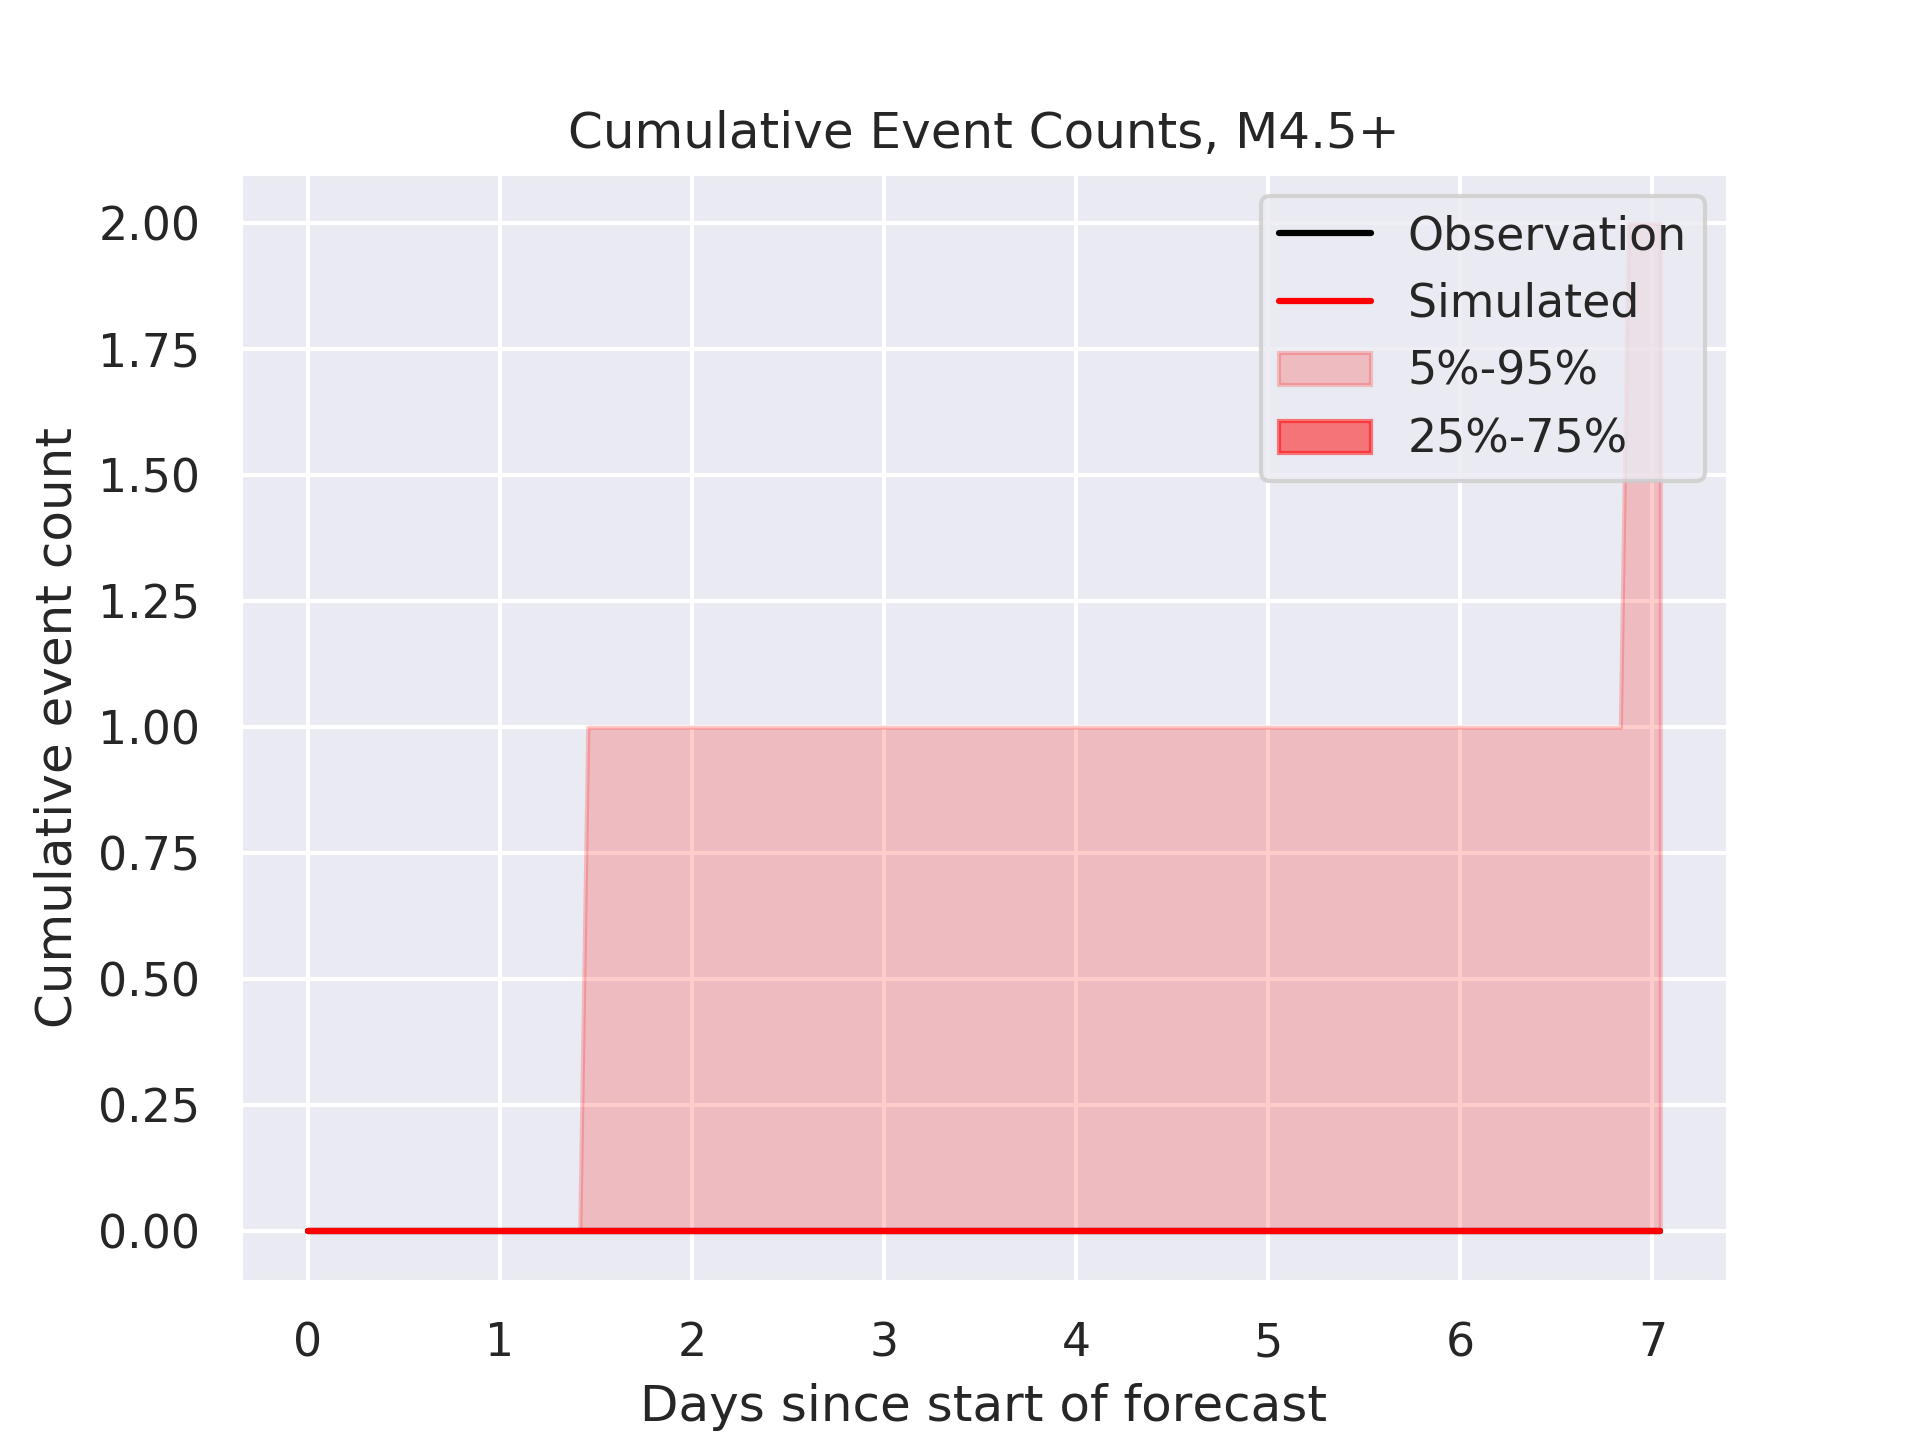 Cumulative Event Counts, M4.5+
Observation
Simulated
5%-95%
25%-75%
Cumulative event count
2.00
1.75
1.50
1.25
1.00
0.75
0.50
0.25
0.00
0 1 2 3 4 5 6 7
Days since start of forecast